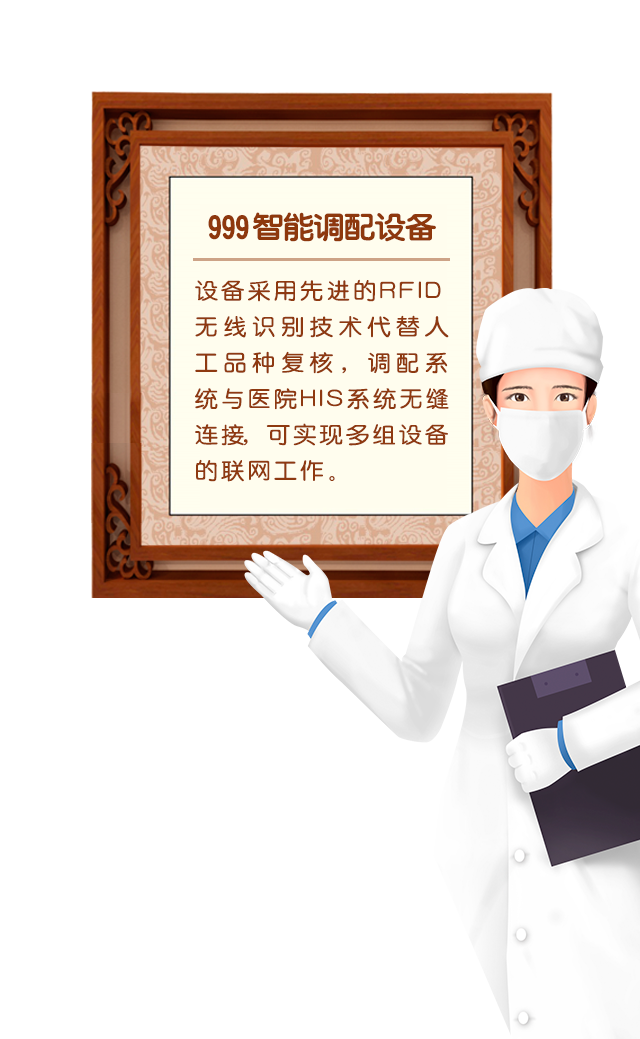 999智能调配设备
设备采用先进的RFID
无线识别技术代替人
工品种复核，调配系
统与医院HIS系统无缝
连接，可实现多组设备
的联网工作。